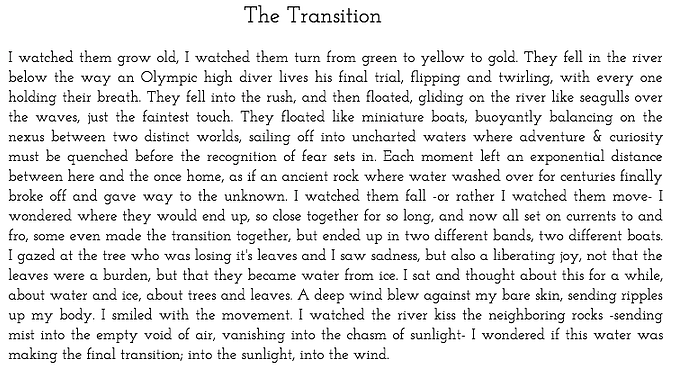 The Transition
I watched them grow old, I watched them turn from green to yellow to gold. They fell in the river
below the way an Olympic high diver lives his final trial, flipping and twirling, with every one
holding their breath. They fell into the rush, and then floated, gliding on the river like seagulls over
the waves, just the faintest touch. They floated like miniature boats, buoyantly balancing on the
nexus between two distinct worlds, sailing off into uncharted waters where adventure & curiosity
must be quenched before the recognition of fear sets in. Each moment left an exponential distance
between here and the once home, as if an ancient rock where water washed over for centuries finally
broke off and gave way to the unknown. I watched them fall -or rather I watched them move- I
wondered where they would end up, so close together for so long, and now all set on currents to and
fro, some even made the transition together, but ended up in two different bands, two different boats.
I gazed at the tree who was losing it's leaves and I saw sadness, but also a liberating joy, not that the
leaves were a burden, but that they became water from ice. I sat and thought about this for a while,
about water and ice, about trees and leaves. A deep wind blew against my bare skin, sending ripples
up my body. I smiled with the movement. I watched the river kiss the neighboring rocks -sending
mist into the empty void of air, vanishing into the chasm of sunlight- I wondered if this water was
making the final transition; into the sunlight, into the wind.